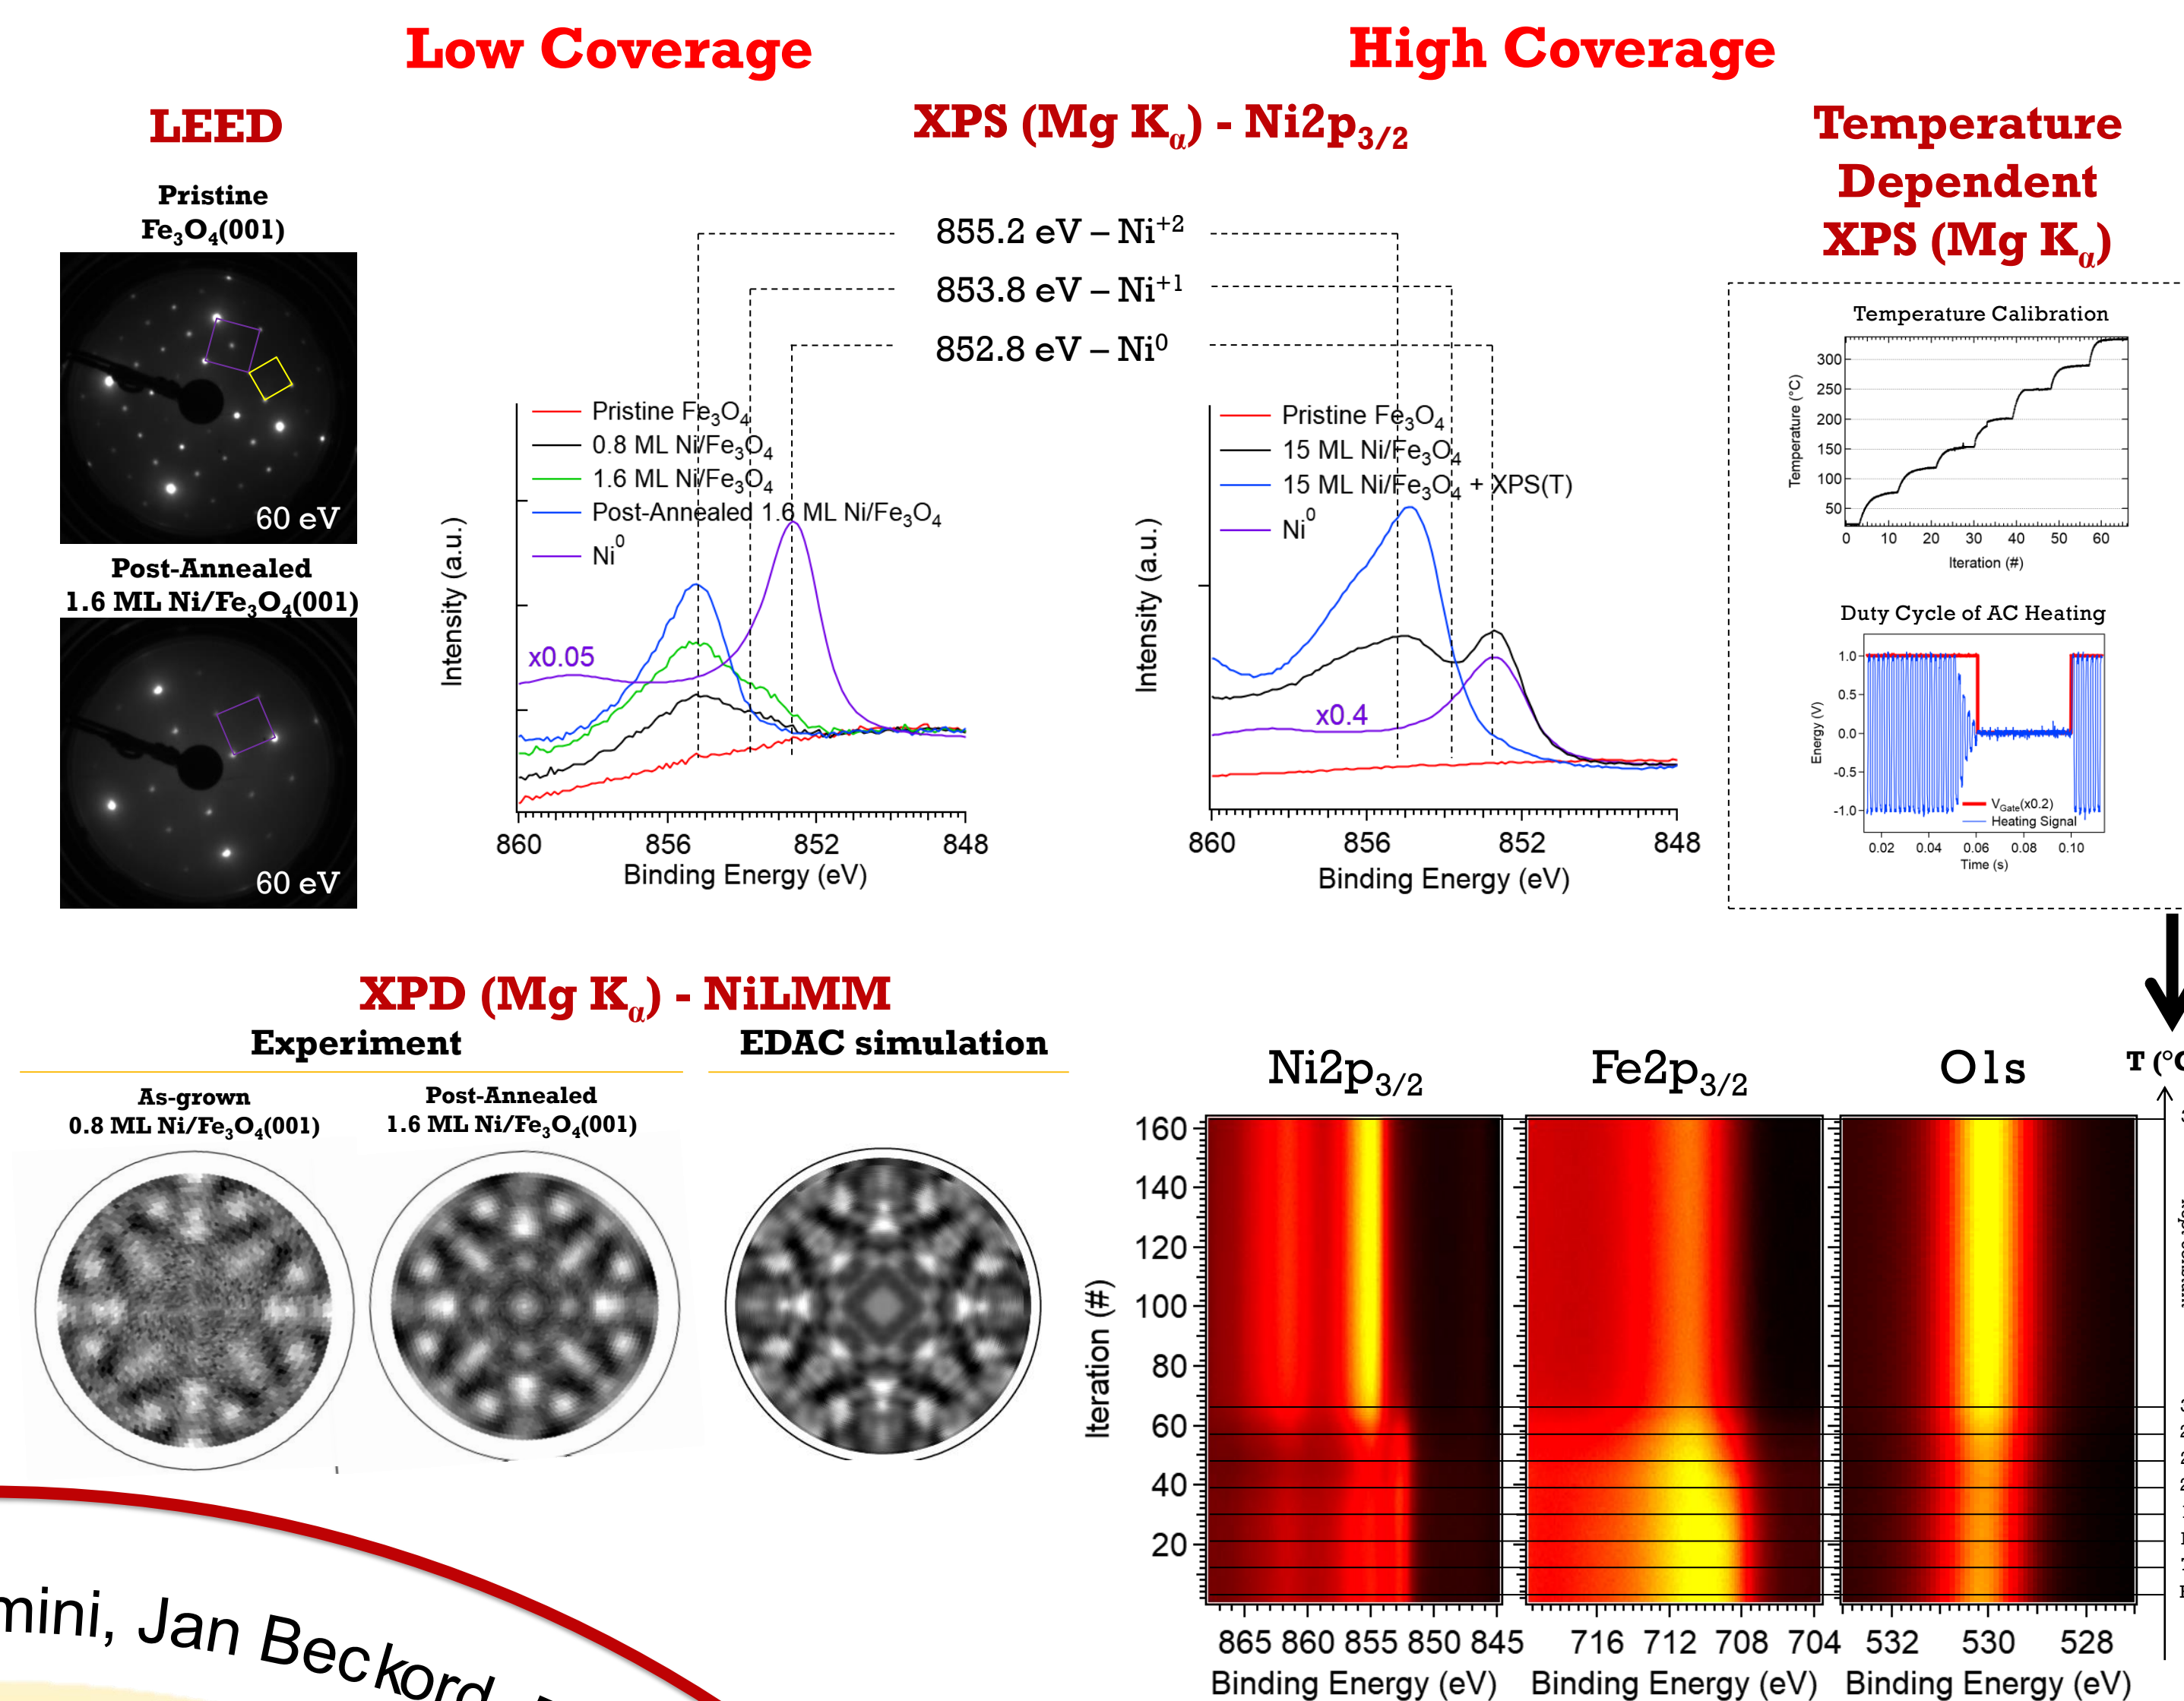 Low Coverage
High Coverage
LEED
XPS (Mg Kα) - Ni2p3/2
Temperature
Dependent
XPS (Mg Kα)
Pristine
Fe3O4(001)
60 eV
Post-Annealed
1.6 ML Ni/Fe3O4(001)
60 eV
855.2 eV – Ni+2
853.8 eV – Ni+1
852.8 eV – Ni0
Pristine Fe3O4
0.8 ML Ni/Fe3O4
1.6 ML Ni/Fe3O4
Post-Annealed 1.6 ML Ni/Fe3O4
Ni0
x0.05
Intensity (a.u.)
860 856 852 848
Binding Energy (eV)
Pristine Fe3O4
15 ML Ni/Fe3O4
15 ML Ni/Fe3O4 + XPS(T)
Ni0
x0.4
Intensity (a.u.)
860 856 852 848
Binding Energy (eV)
Temperature Calibration
Temperature (°C)
300
250
200
150
100
50
0 10 20 30 40 50 60
Iteration (#)
Duty Cycle of AC Heating
Energy (V)
1.0
0.5
0.0
-0.5
-1.0
VGate(x0.2)
Heating Signal
0.02 0.04 0.06 0.08 0.10
Time (s)
XPD (Mg Kα) - NiLMM
Experiment
EDAC simulation
As-grown
0.8 ML Ni/Fe3O4(001)
Post-Annealed
1.6 ML Ni/Fe3O4(001)
Ni2p3/2
Fe2p3/2
O1s
T (°C
Iteration (#)
160
140
120
100
80
60
40
20
865 860 855 850 845
716 712 708 704
532 530 528
Binding Energy (eV)
Binding Energy (eV)
Binding Energy (eV)
mini, Jan Beckord,